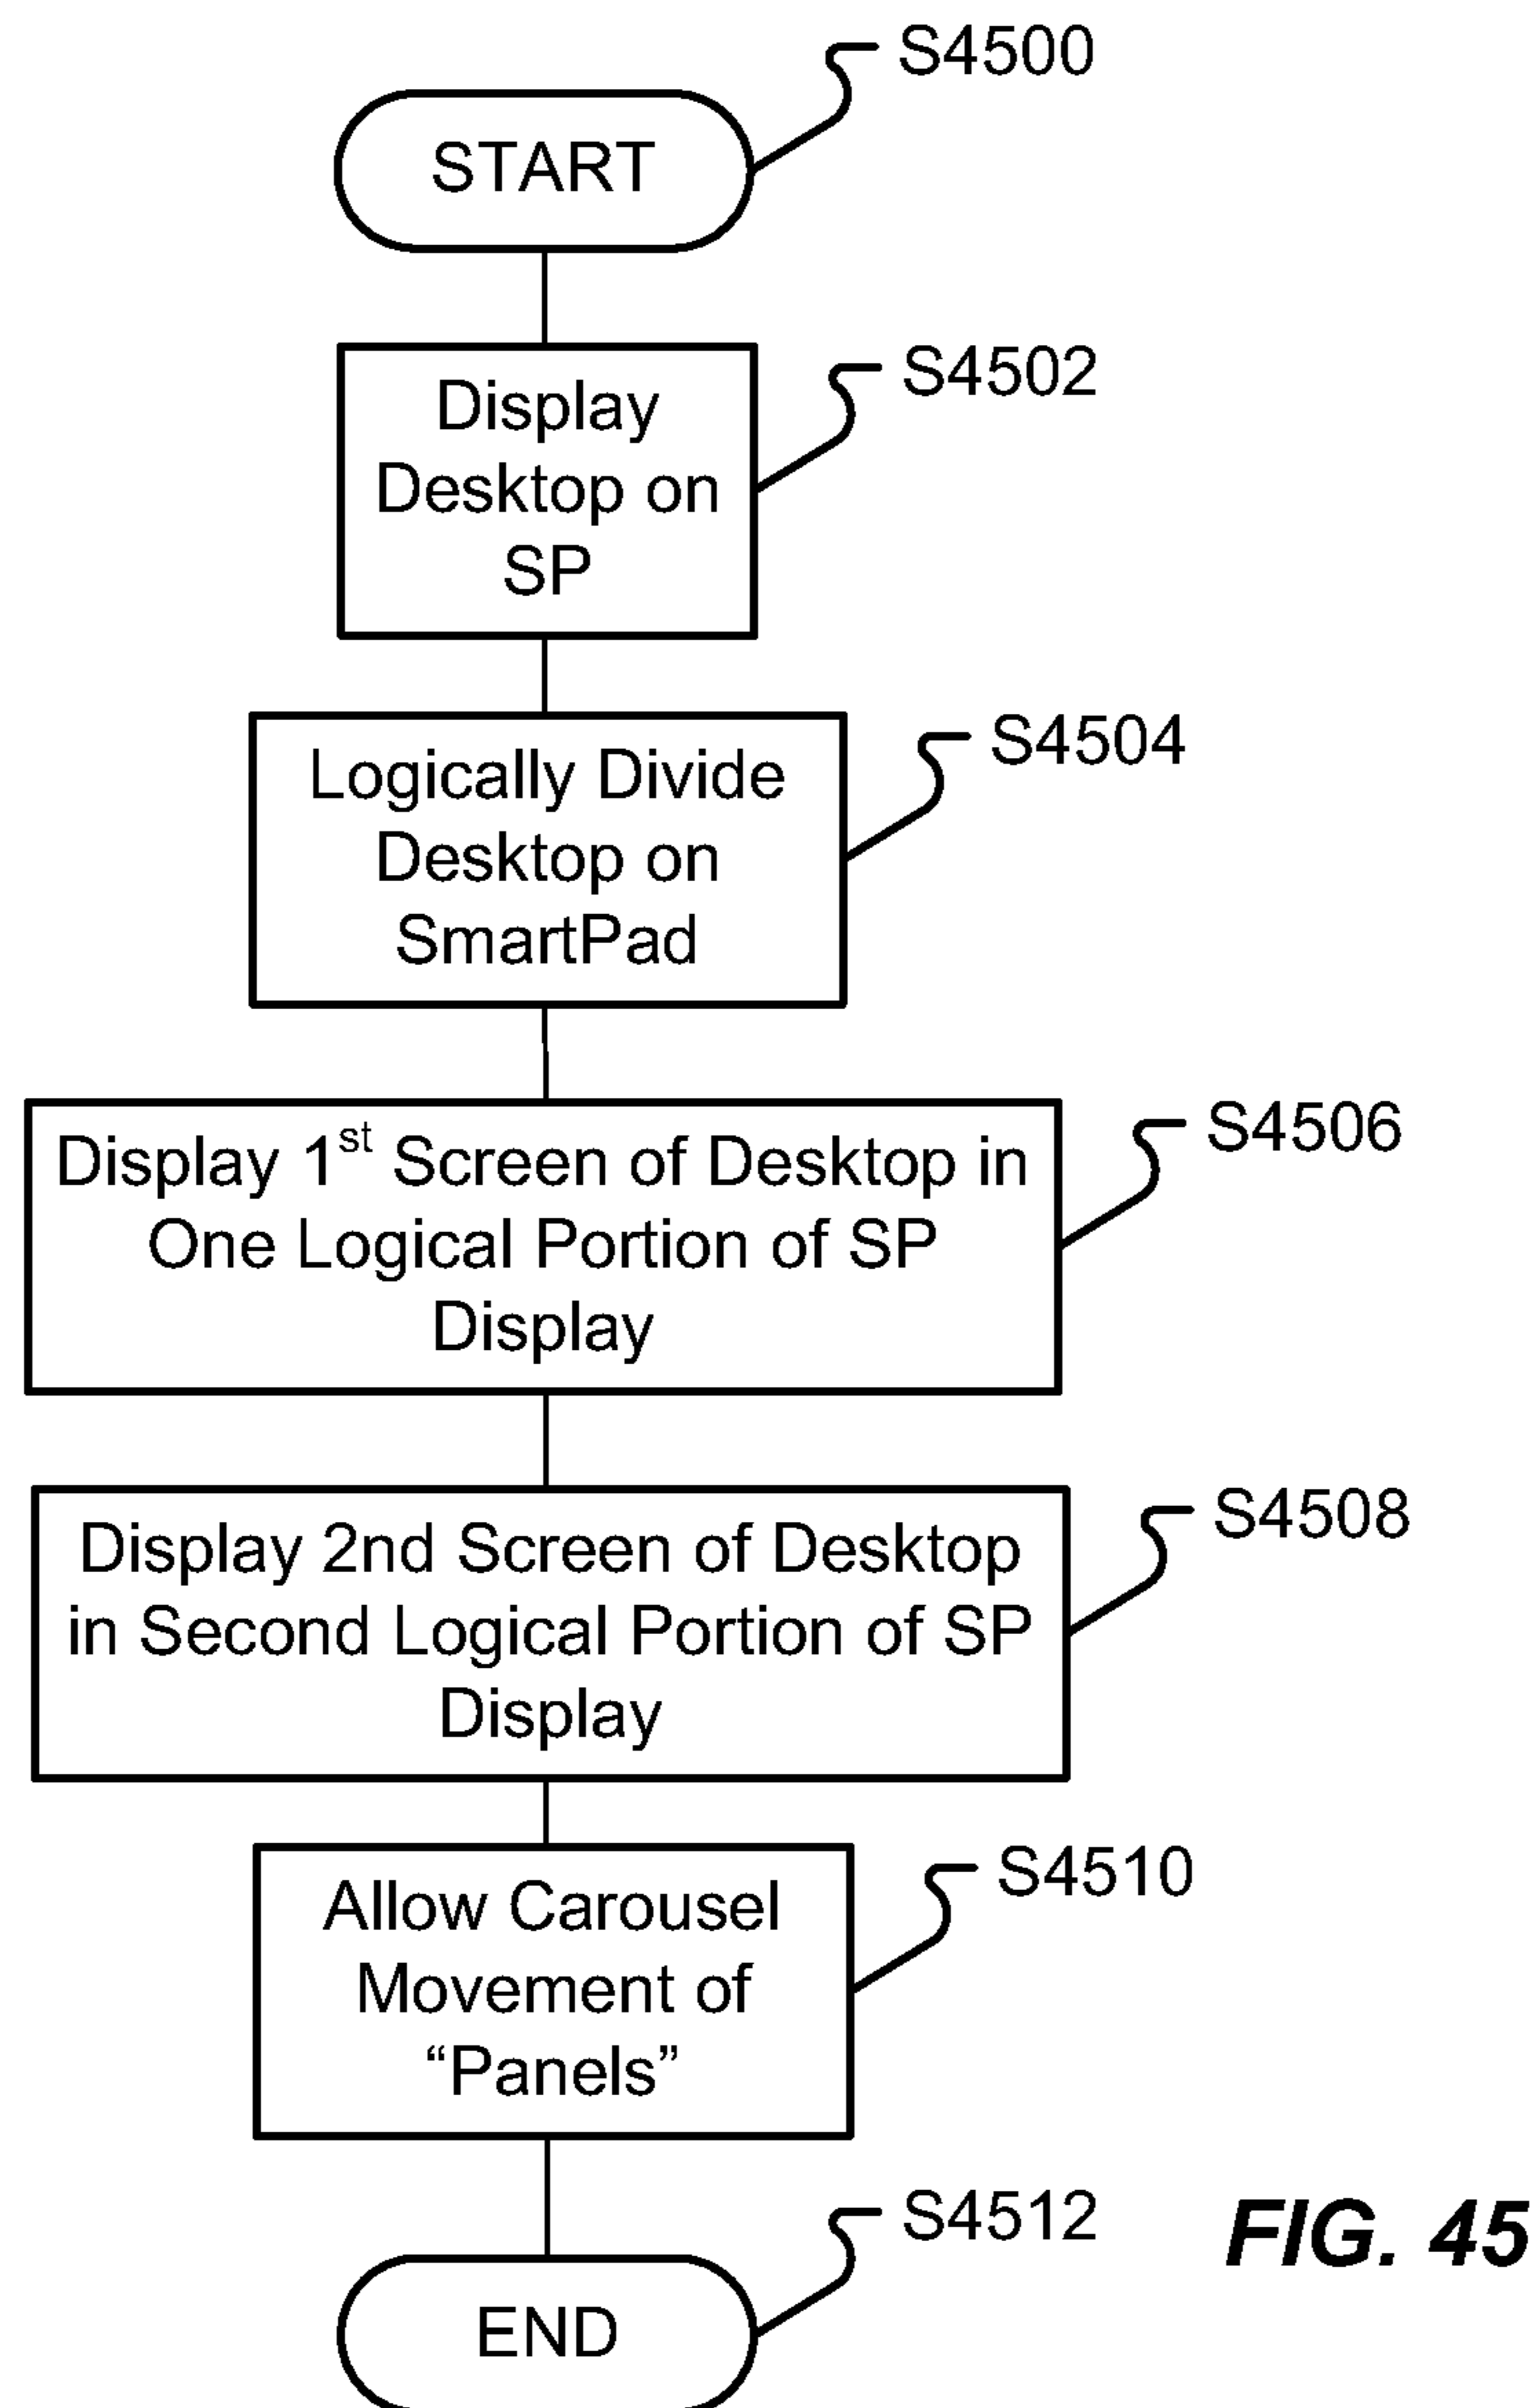 S4500
START
S4502
Display
Desktop on
SP
S4504
Logically Divide
Desktop on
SmartPad
S4506
Display 1st Screen of Desktop in
One Logical Portion of SP
Display
S4508
Display 2nd Screen of Desktop
in Second Logical Portion of SP
Display
S4510
Allow Carousel
Movement of
“Panels”
S4512
END
FIG. 45